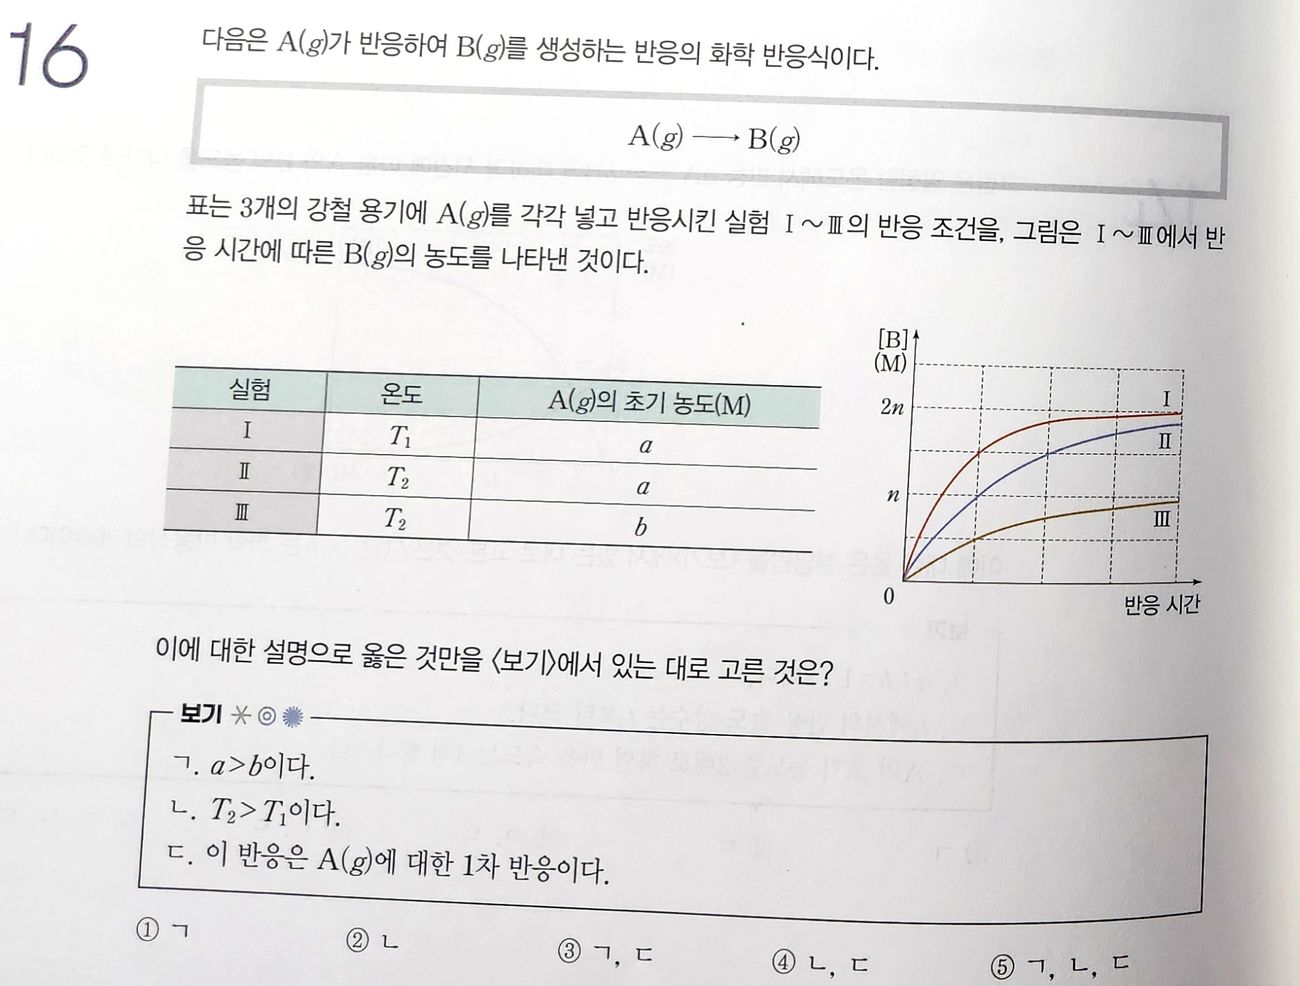 16
다음은 A(g)가 반응하여 B(g)를 생성하는 반응의 화학 반응식이다.
A(g) ⟶ B(g)
표는 3개의 강철 용기에 A(g)를 각각 넣고 반응시킨 실험 Ⅰ~Ⅲ의 반응 조건을, 그림은 Ⅰ~Ⅲ에서 반
응 시간에 따른 B(g)의 농도를 나타낸 것이다.
실험 온도 A(g)의 초기 농도(M)
Ⅰ T₁ a
Ⅱ T₂ a
Ⅲ T₂ b
[B]
(M)
2n
n
0
Ⅰ
Ⅱ
Ⅲ
반응 시간
이에 대한 설명으로 옳은 것만을 〈보기〉에서 있는 대로 고른 것은?
보기
ㄱ. a>b이다.
ㄴ. T₂>T₁이다.
ㄷ. 이 반응은 A(g)에 대한 1차 반응이다.
① ㄱ ② ㄴ ③ ㄱ, ㄷ ④ ㄴ, ㄷ ⑤ ㄱ, ㄴ, ㄷ